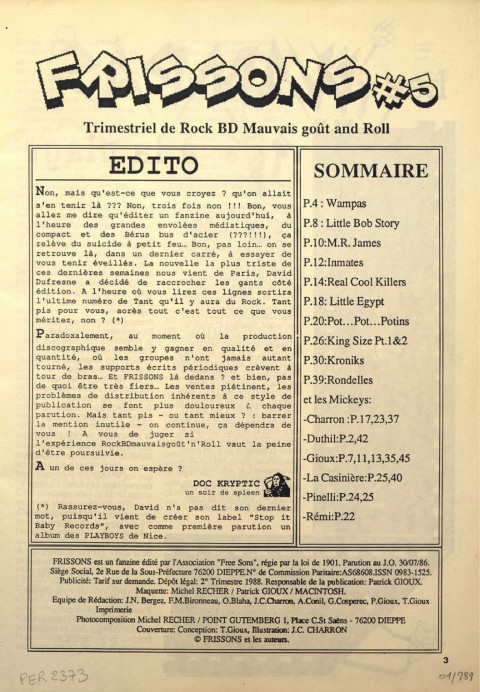 FRISSONS #5
Trimestriel de Rock BD Mauvais goût and Roll
EDITO
Non, mais qu'est-ce que vous croyez ? qu'on allait
s'en tenir là ??? Non, trois fois non !!! Bon, vous
allez me dire qu'éditer un fanzine aujourd'hui, à
l'heure des grandes envolées médiatiques, du
compact et des Bérus bus d'acier (???!!!), ça
relève du suicide à petit feu… Bon, pas loin… on se
retrouve là, dans un dernier carré, à essayer de
vous tenir éveillés. La nouvelle la plus triste de
ces dernières semaines nous vient de Paris, David
Dufresne a décidé de raccrocher les gants côté
édition. A l'heure où vous lirez ces lignes sortira
l'ultime numéro de Tant qu'il y aura du Rock. Tant
pis pour vous, aorès tout c'est tout ce que vous
méritez, non ? (*)
Paradoxalement, au moment où la production
discographique semble y gagner en qualité et en
quantité, où les groupes n'ont jamais autant
tourné, les supports écrits périodiques crèvent à
tour de bras… Et FRISSONS là dedans ? et bien, pas
de quoi être très fiers… Les ventes piétinent, les
problèmes de distribution inhérents à ce style de
publication se font plus douloureux à chaque
parution. Mais tant pis - ou tant mieux ? : barrer
la mention inutile - on continue, ça dépendra de
vous ! A vous de juger si
l'expérience RockBDmauvaisgoût'n'Roll vaut la peine
d'être poursuivie.
A un de ces jours on espère ?
DOC KRYPTIC
un soir de spleen
(*) Rassurez-vous, David n'a pas dit son dernier
mot, puisqu'il vient de créer son label "Stop it
Baby Records", avec comme première parution un
album des PLAYBOYS de Nice.
SOMMAIRE
P.4 : Wampas
P.8 : Little Bob Story
P.10:M.R. James
P.12:Inmates
P.14:Real Cool Killers
P.18: Little Egypt
P.20:Pot…Pot…Potins
P.26:King Size Pt.1&2
P.30:Kroniks
P.39:Rondelles
et les Mickeys:
-Charron :P.17,23,37
-Duthil:P.2,42
-Gioux:P.7,11,13,35,45
-La Casinière:P.25,40
-Pinelli:P.24,25
-Rémi:P.22
FRISSONS est un fanzine édité par l'Association "Free Sons", régie par la loi de 1901. Parution au J.O. 30/07/86.
Siège Social, 2e Rue de la Sous-Préfecture 76200 DIEPPE.N° de Commission Paritaire:AS68608.ISSN 0983-1525.
Publicité: Tarif sur demande. Dépôt légal: 2° Trimestre 1988. Responsable de la publication: Patrick GIOUX.
Maquette: Michel RECHER / Patrick GIOUX / MACINTOSH.
Equipe de Rédaction: J.N. Bergez, F.M.Bironneau, O.Blaha, J.C.Charron, A.Conil, G.Cosperec, P.Gioux, T.Gioux
Imprimerie
Photocomposition Michel RECHER / POINT GUTEMBERG 1, Place C.St Saëns - 76200 DIEPPE
Couverture: Conception: T.Gioux, Illustration: J.C. CHARRON
© FRISSONS et les auteurs.
3
PER 2373